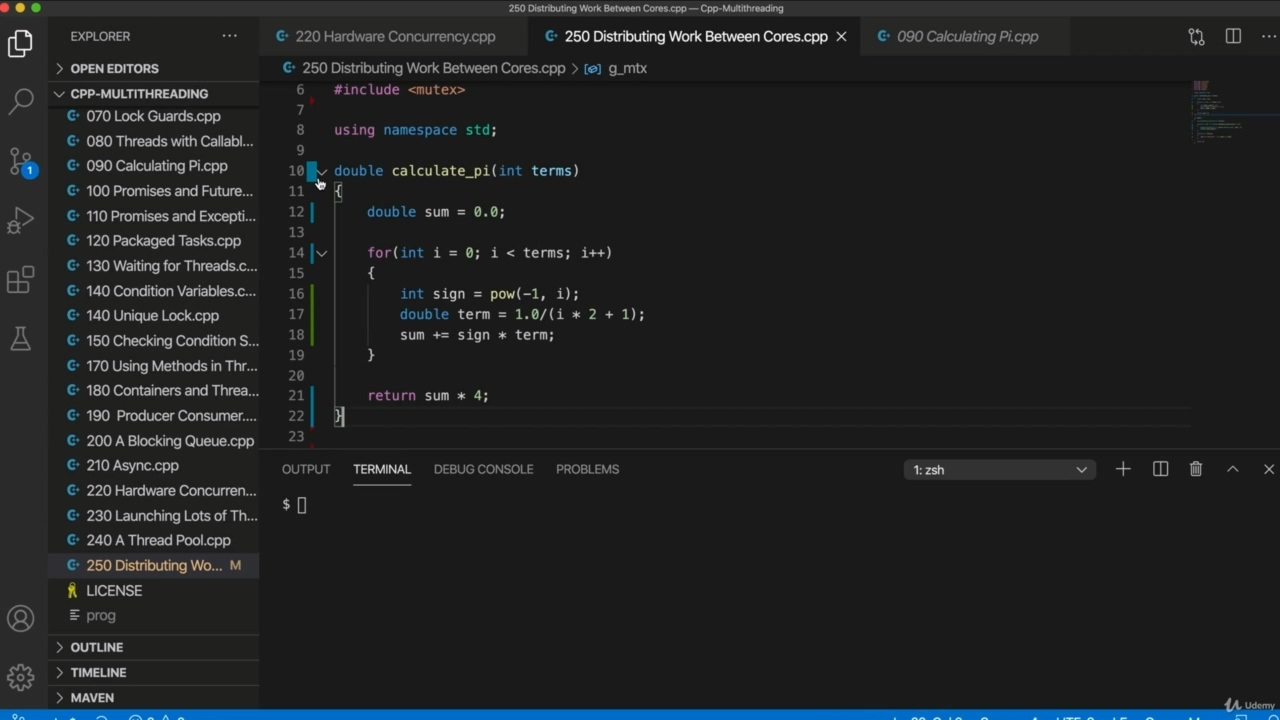 250 Distributing Work Between Cores.cpp — Cpp-Multithreading
EXPLORER
220 Hardware Concurrency.cpp
250 Distributing Work Between Cores.cpp
090 Calculating Pi.cpp
OPEN EDITORS
250 Distributing Work Between Cores.cpp > g_mtx
CPP-MULTITHREADING
070 Lock Guards.cpp
080 Threads with Callabl...
090 Calculating Pi.cpp
100 Promises and Future...
110 Promises and Excepti...
120 Packaged Tasks.cpp
130 Waiting for Threads.c...
140 Condition Variables.c...
140 Unique Lock.cpp
150 Checking Condition S...
170 Using Methods in Thr...
180 Containers and Threa...
190 Producer Consumer....
200 A Blocking Queue.cpp
210 Async.cpp
220 Hardware Concurren...
230 Launching Lots of Th...
240 A Thread Pool.cpp
250 Distributing Wo... M
LICENSE
prog
OUTLINE
TIMELINE
MAVEN
1
6 #include <mutex>
7
8 using namespace std;
9
10 double calculate_pi(int terms)
11 {
12 double sum = 0.0;
13
14 for(int i = 0; i < terms; i++)
15 {
16 int sign = pow(-1, i);
17 double term = 1.0/(i * 2 + 1);
18 sum += sign * term;
19 }
20
21 return sum * 4;
22 }
23
OUTPUT TERMINAL DEBUG CONSOLE PROBLEMS 1: zsh
$
Udemy